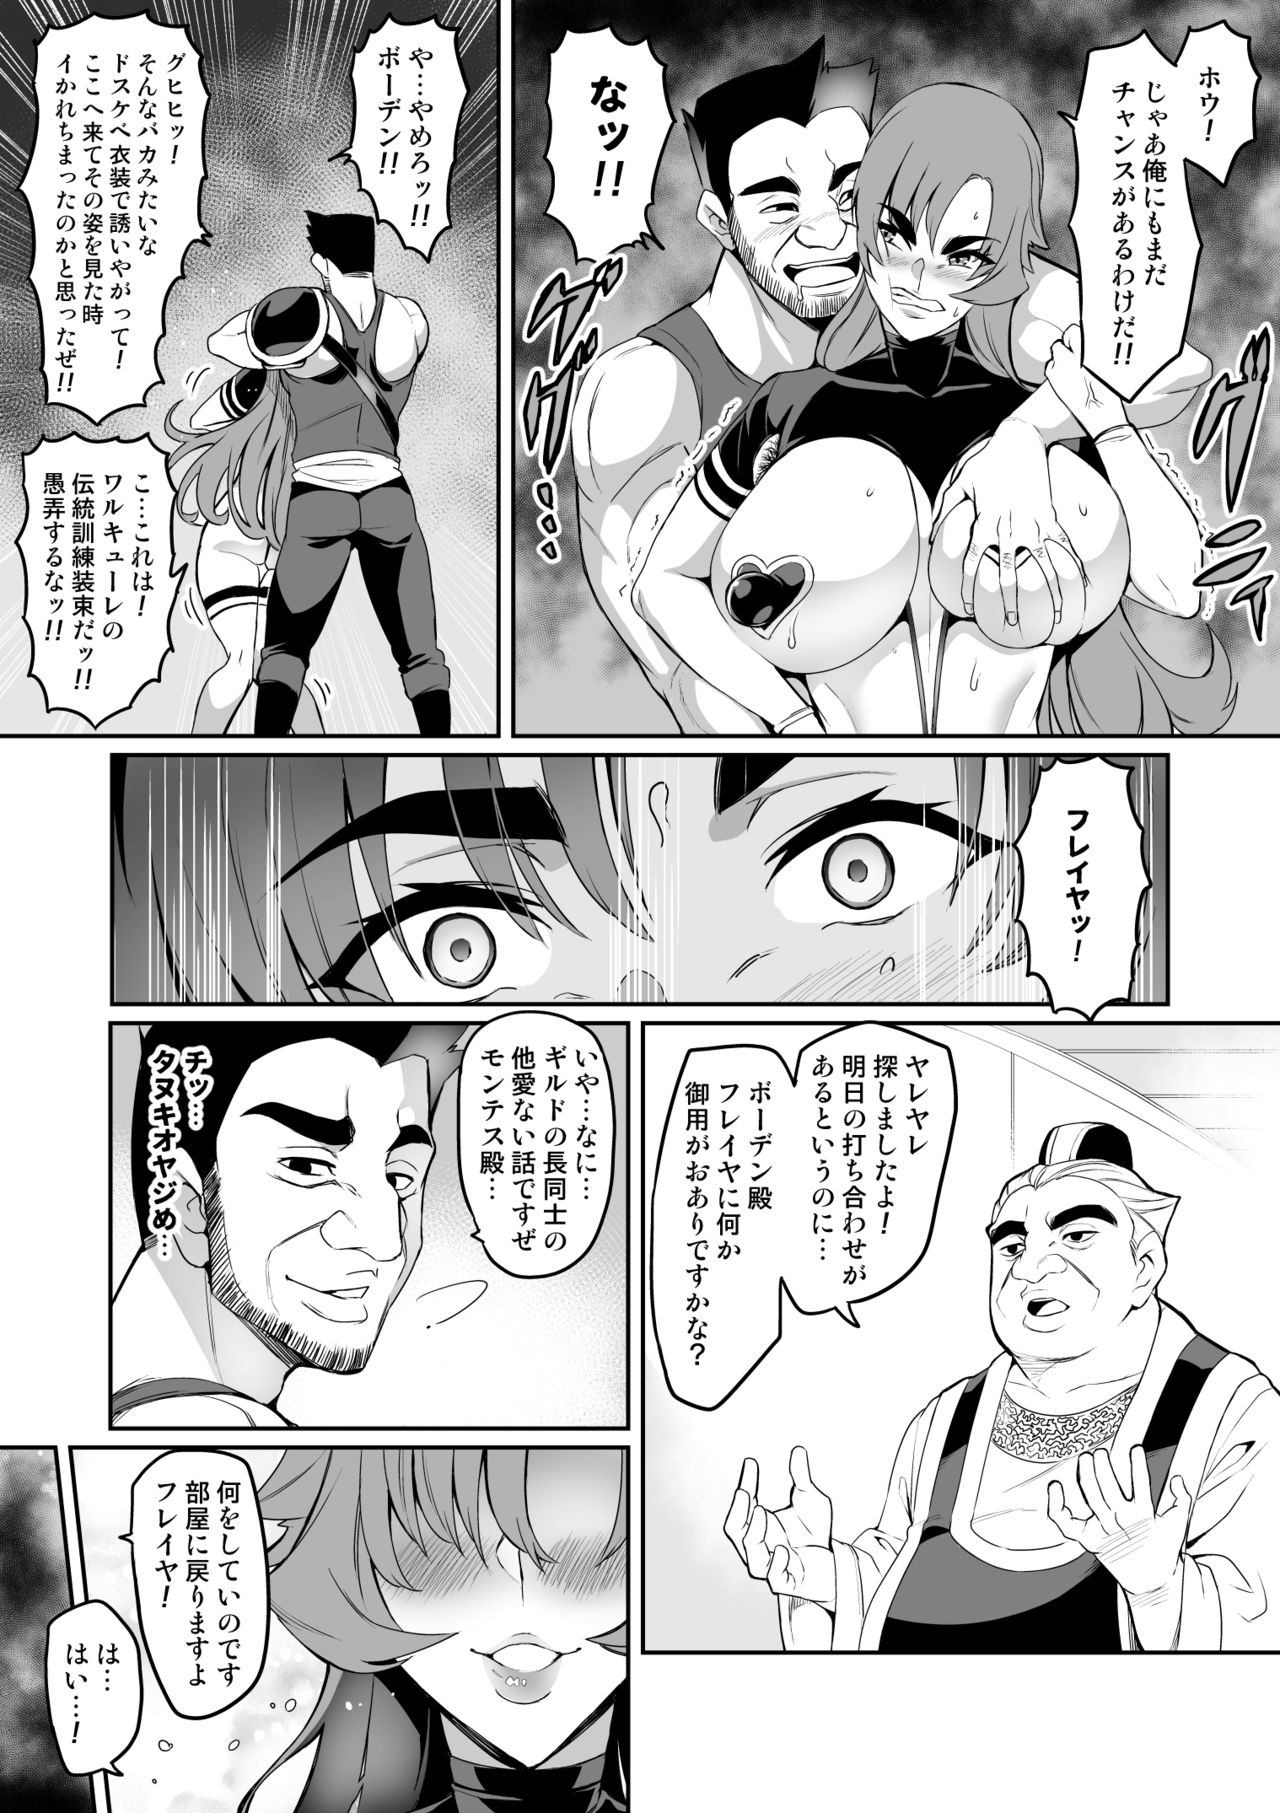 ホウ！
じゃあ俺にもまだ
チャンスがあるわけだ!!
なッ!!
や…やめろッ!!
ボーデン!!
グヒヒッ！
そんなバカみたいな
ドスケベ衣装で誘いやがって！
ここへ来てその姿を見た時
イかれちまったのかと思ったぜ!!
こ…これは！
ワルキューレの
伝統訓練装束だッ!!
愚弄するなッ!!
フレイヤッ！
ヤレヤレ
探しましたよ！
明日の打ち合わせが
あるというのに…
ボーデン殿
フレイヤに何か
御用がおありですかな？
いや…なに…
ギルドの長同士の
他愛ない話ですぜ
モンテス殿…
チッ…
タヌキオヤジめ…
何をしていのです
部屋に戻りますよ
フレイヤ！
は…
はい…！